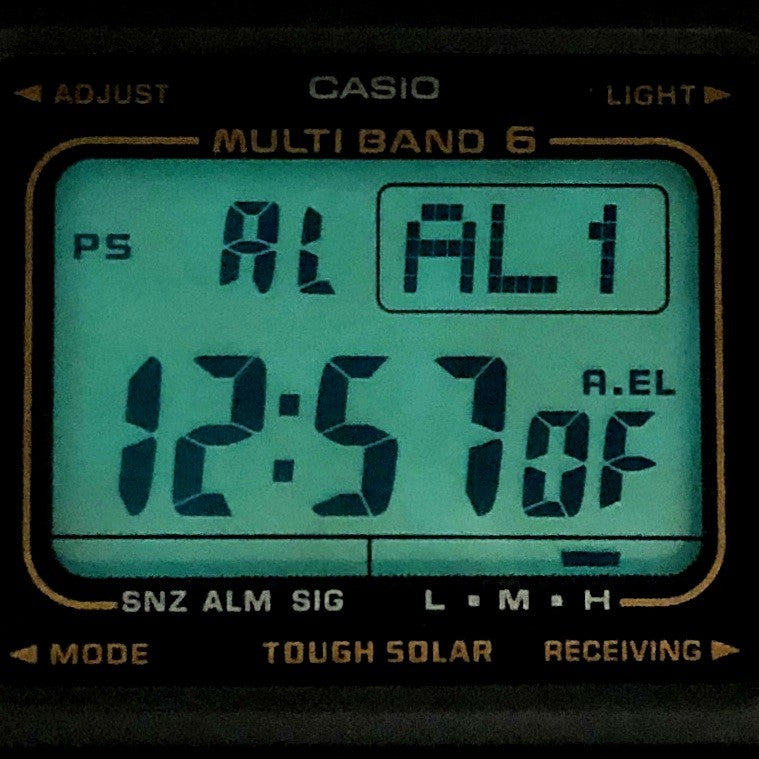 ◄ ADJUST CASIO LIGHT ►
MULTI BAND 6
PS AL AL1
A.EL
12:57 OF
SNZ ALM SIG L ▪ M ▪ H
◄ MODE TOUGH SOLAR RECEIVING ►